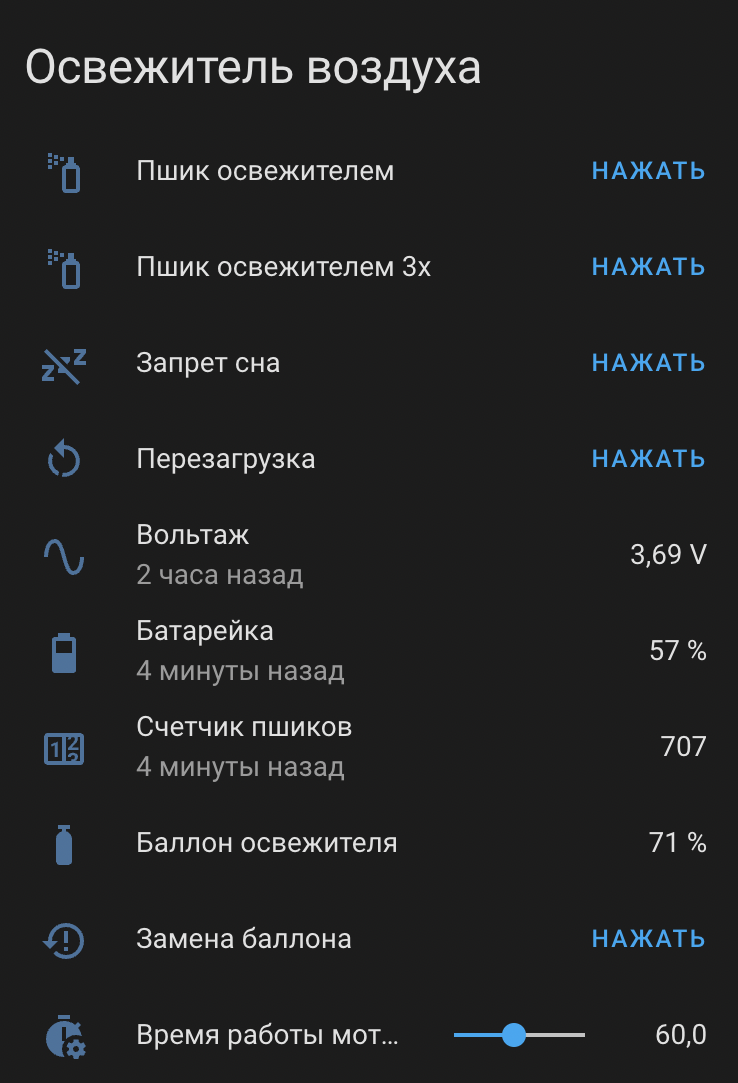 Освежитель воздуха
Пшик освежителем НАЖАТЬ
Пшик освежителем 3x НАЖАТЬ
Запрет сна НАЖАТЬ
Перезагрузка НАЖАТЬ
Вольтаж
2 часа назад
3,69 V
Батарейка
4 минуты назад
57 %
Счетчик пшиков
4 минуты назад
707
Баллон освежителя 71 %
Замена баллона НАЖАТЬ
Время работы мот... 60,0